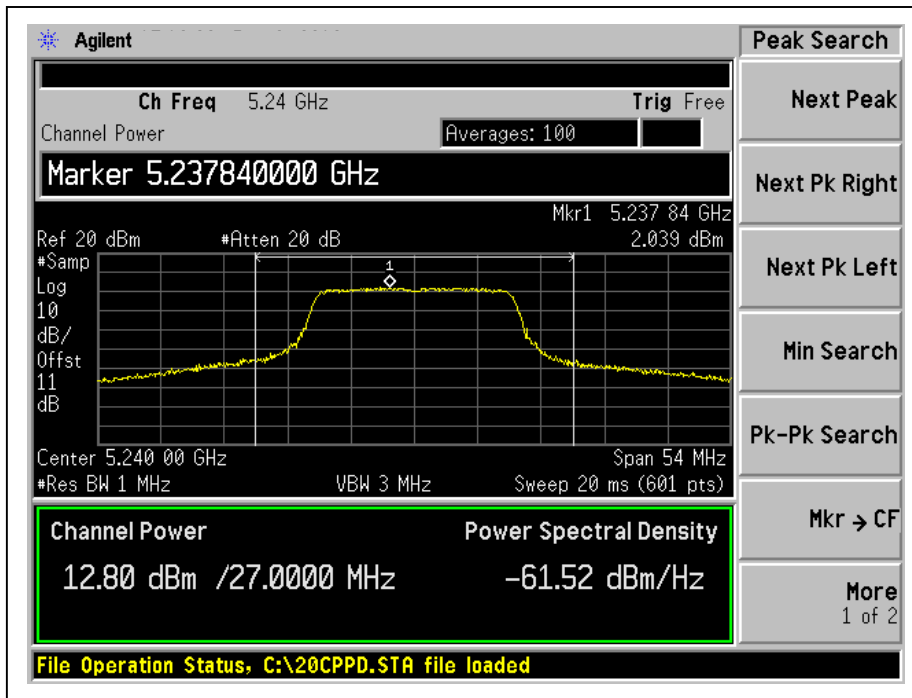 Agilent
Peak Search
Ch Freq 5.24 GHz Trig Free
Channel Power Averages: 100
Marker 5.237840000 GHz
Mkr1 5.237 84 GHz
Ref 20 dBm #Atten 20 dB 2.039 dBm
#Samp
Log
10
dB/
Offst
11
dB
1
Center 5.240 00 GHz Span 54 MHz
#Res BW 1 MHz VBW 3 MHz Sweep 20 ms (601 pts)
Channel Power Power Spectral Density
12.80 dBm /27.0000 MHz -61.52 dBm/Hz
File Operation Status, C:\20CPPD.STA file loaded
Next Peak
Next Pk Right
Next Pk Left
Min Search
Pk-Pk Search
Mkr → CF
More
1 of 2